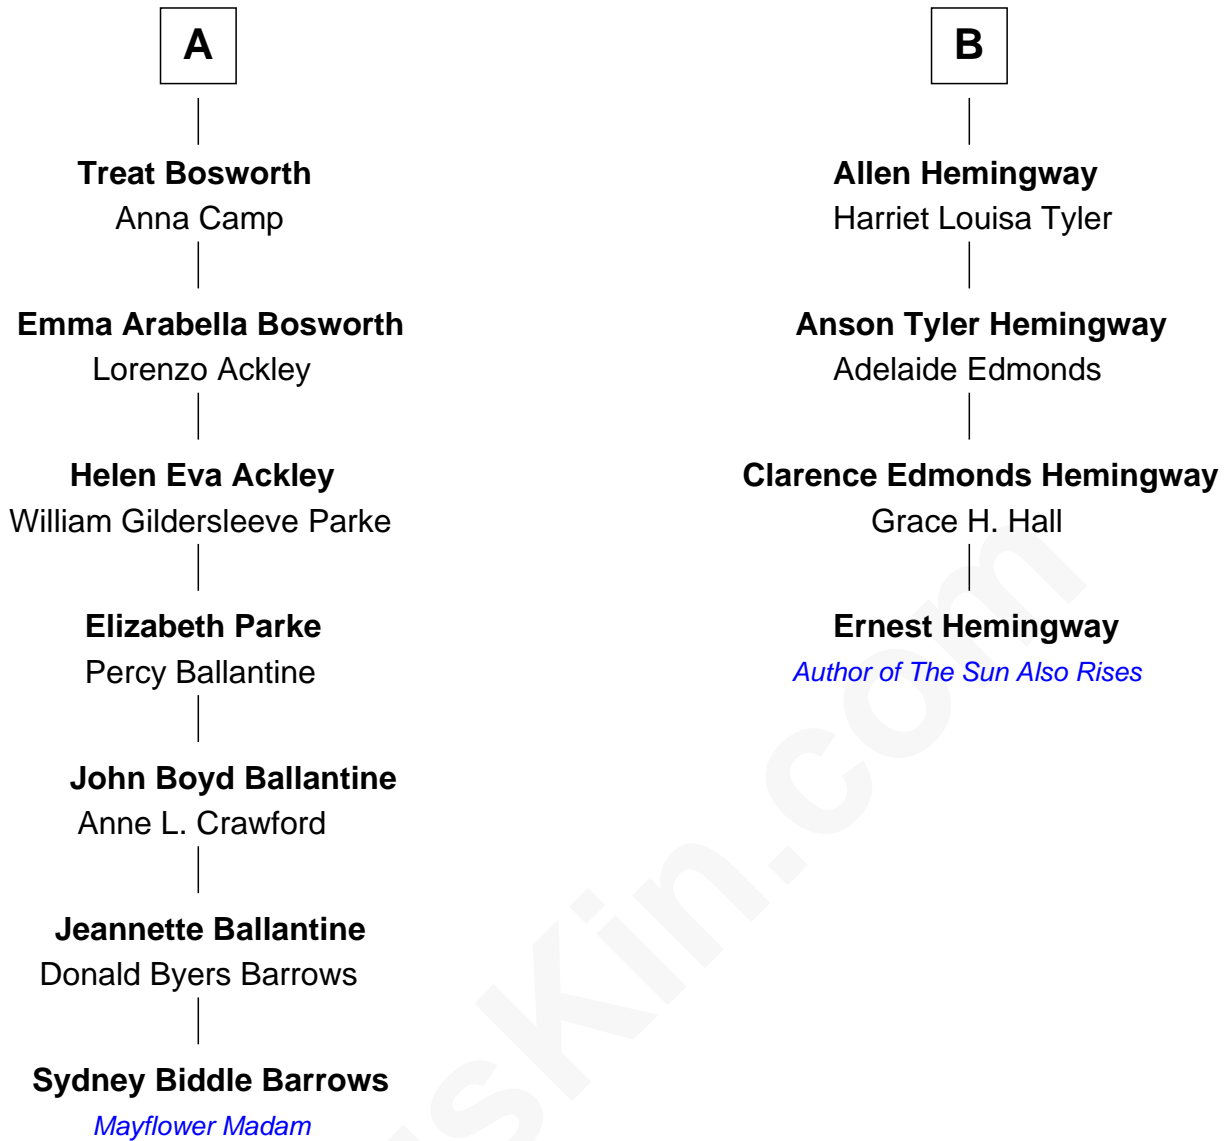 A
Treat Bosworth
Anna Camp
Emma Arabella Bosworth
Lorenzo Ackley
Helen Eva Ackley
William Gildersleeve Parke
Elizabeth Parke
Percy Ballantine
John Boyd Ballantine
Anne L. Crawford
Jeannette Ballantine
Donald Byers Barrows
Sydney Biddle Barrows
Mayflower Madam
B
Allen Hemingway
Harriet Louisa Tyler
Anson Tyler Hemingway
Adelaide Edmonds
Clarence Edmonds Hemingway
Grace H. Hall
Ernest Hemingway
Author of The Sun Also Rises
sKin.com